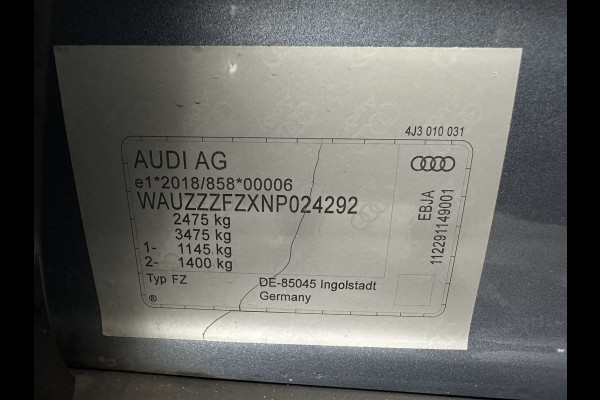 4J3 010 031
AUDI AG
e1*2018/858*00006
WAUZZZFZXNP024292
2475 kg
3475 kg
1- 1145 kg
2- 1400 kg
Typ FZ
DE-85045 Ingolstadt
Germany
®
EBJA
112291149001